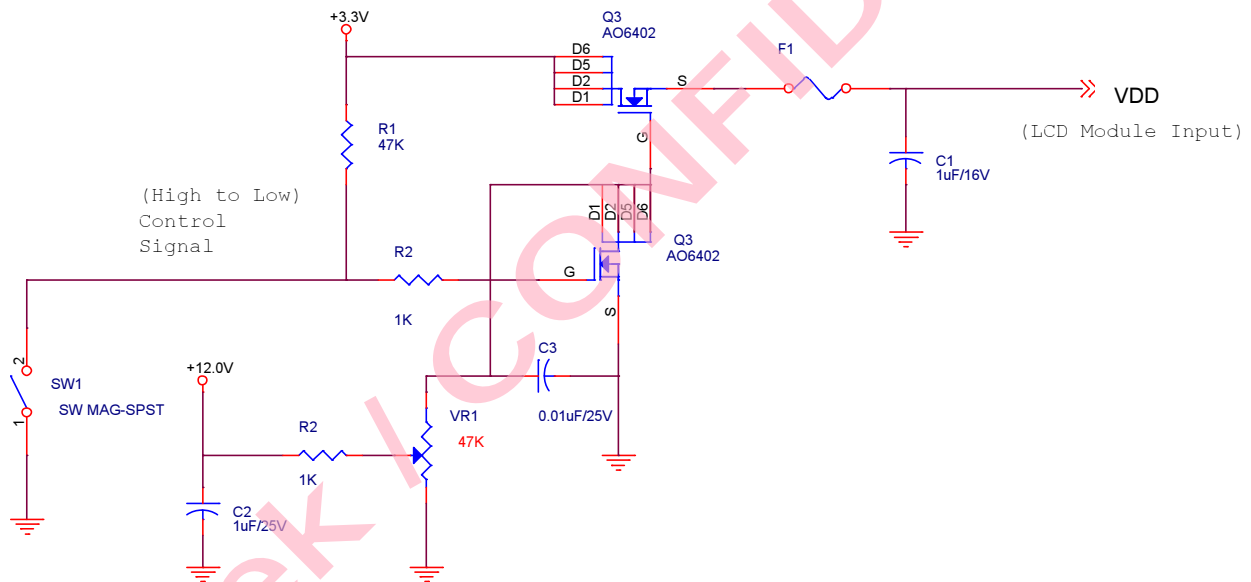 +3.3V
Q3
AO6402
D6
D5
D2
D1
S
G
F1
VDD
(LCD Module Input)
R1
47K
C1
1uF/16V
(High to Low)
Control
Signal
D1
D2
D5
D6
Q3
AO6402
R2
1K
G
S
2
1
SW1
SW MAG-SPST
+12.0V
C3
0.01uF/25V
VR1
47K
R2
1K
C2
1uF/25V
ek / CONFID